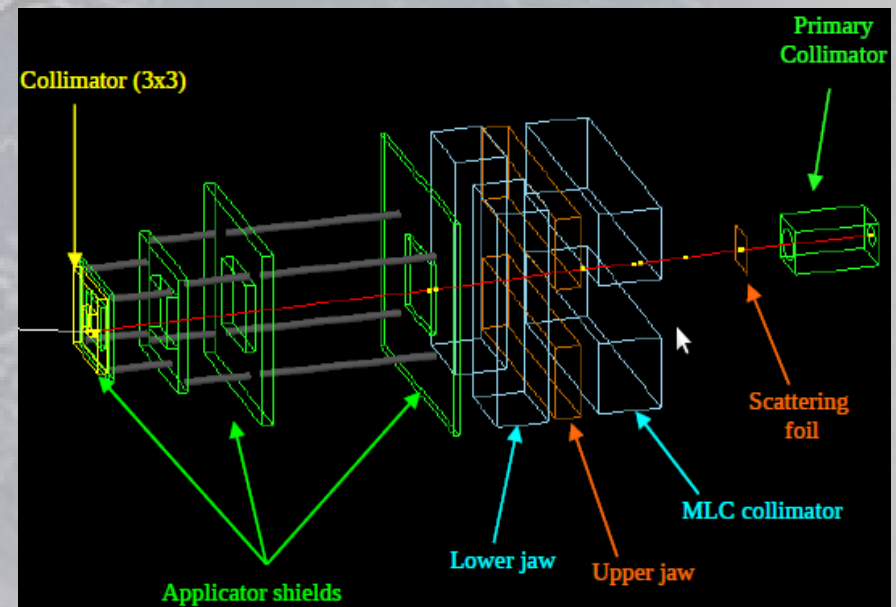 Primary
Collimator
Collimator (3x3)
Scattering
foil
MLC collimator
Lower jaw
Upper jaw
Applicator shields